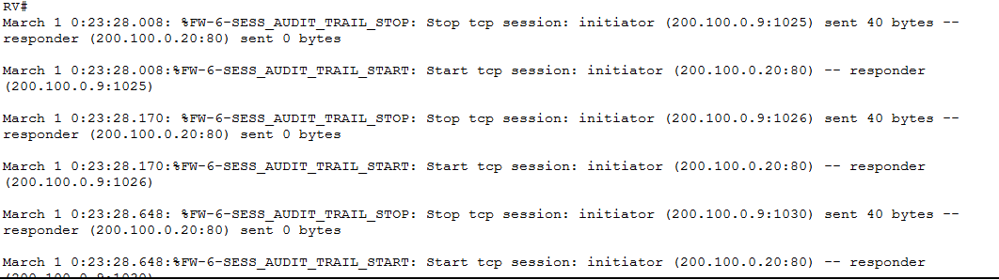 RV#
March 1 0:23:28.008: %FW-6-SESS_AUDIT_TRAIL_STOP: Stop tcp session: initiator (200.100.0.9:1025) sent 40 bytes --
responder (200.100.0.20:80) sent 0 bytes
March 1 0:23:28.008:%FW-6-SESS_AUDIT_TRAIL_START: Start tcp session: initiator (200.100.0.20:80) -- responder
(200.100.0.9:1025)
March 1 0:23:28.170: %FW-6-SESS_AUDIT_TRAIL_STOP: Stop tcp session: initiator (200.100.0.9:1026) sent 40 bytes --
responder (200.100.0.20:80) sent 0 bytes
March 1 0:23:28.170:%FW-6-SESS_AUDIT_TRAIL_START: Start tcp session: initiator (200.100.0.20:80) -- responder
(200.100.0.9:1026)
March 1 0:23:28.648: %FW-6-SESS_AUDIT_TRAIL_STOP: Stop tcp session: initiator (200.100.0.9:1030) sent 40 bytes --
responder (200.100.0.20:80) sent 0 bytes
March 1 0:23:28.648:%FW-6-SESS_AUDIT_TRAIL_START: Start tcp session: initiator (200.100.0.20:80) -- responder